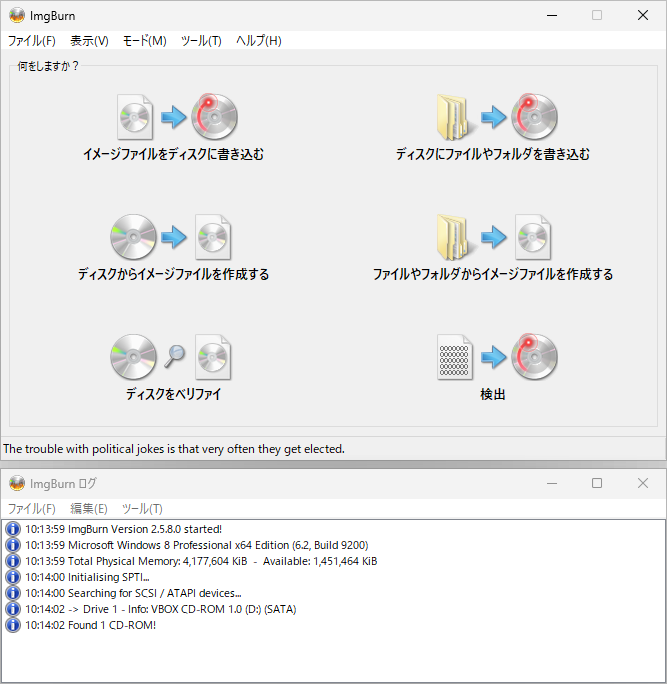 ImgBurn
ファイル(F) 表示(V) モード(M) ツール(T) ヘルプ(H)
何をしますか？
イメージファイルをディスクに書き込む
ディスクにファイルやフォルダを書き込む
ディスクからイメージファイルを作成する
ファイルやフォルダからイメージファイルを作成する
ディスクをベリファイ
検出
The trouble with political jokes is that very often they get elected.
ImgBurn ログ
ファイル(F) 編集(E) ツール(T)
10:13:59 ImgBurn Version 2.5.8.0 started!
10:13:59 Microsoft Windows 8 Professional x64 Edition (6.2, Build 9200)
10:13:59 Total Physical Memory: 4,177,604 KiB - Available: 1,451,464 KiB
10:14:00 Initialising SPTI...
10:14:00 Searching for SCSI / ATAPI devices...
10:14:02 -> Drive 1 - Info: VBOX CD-ROM 1.0 (D:) (SATA)
10:14:02 Found 1 CD-ROM!